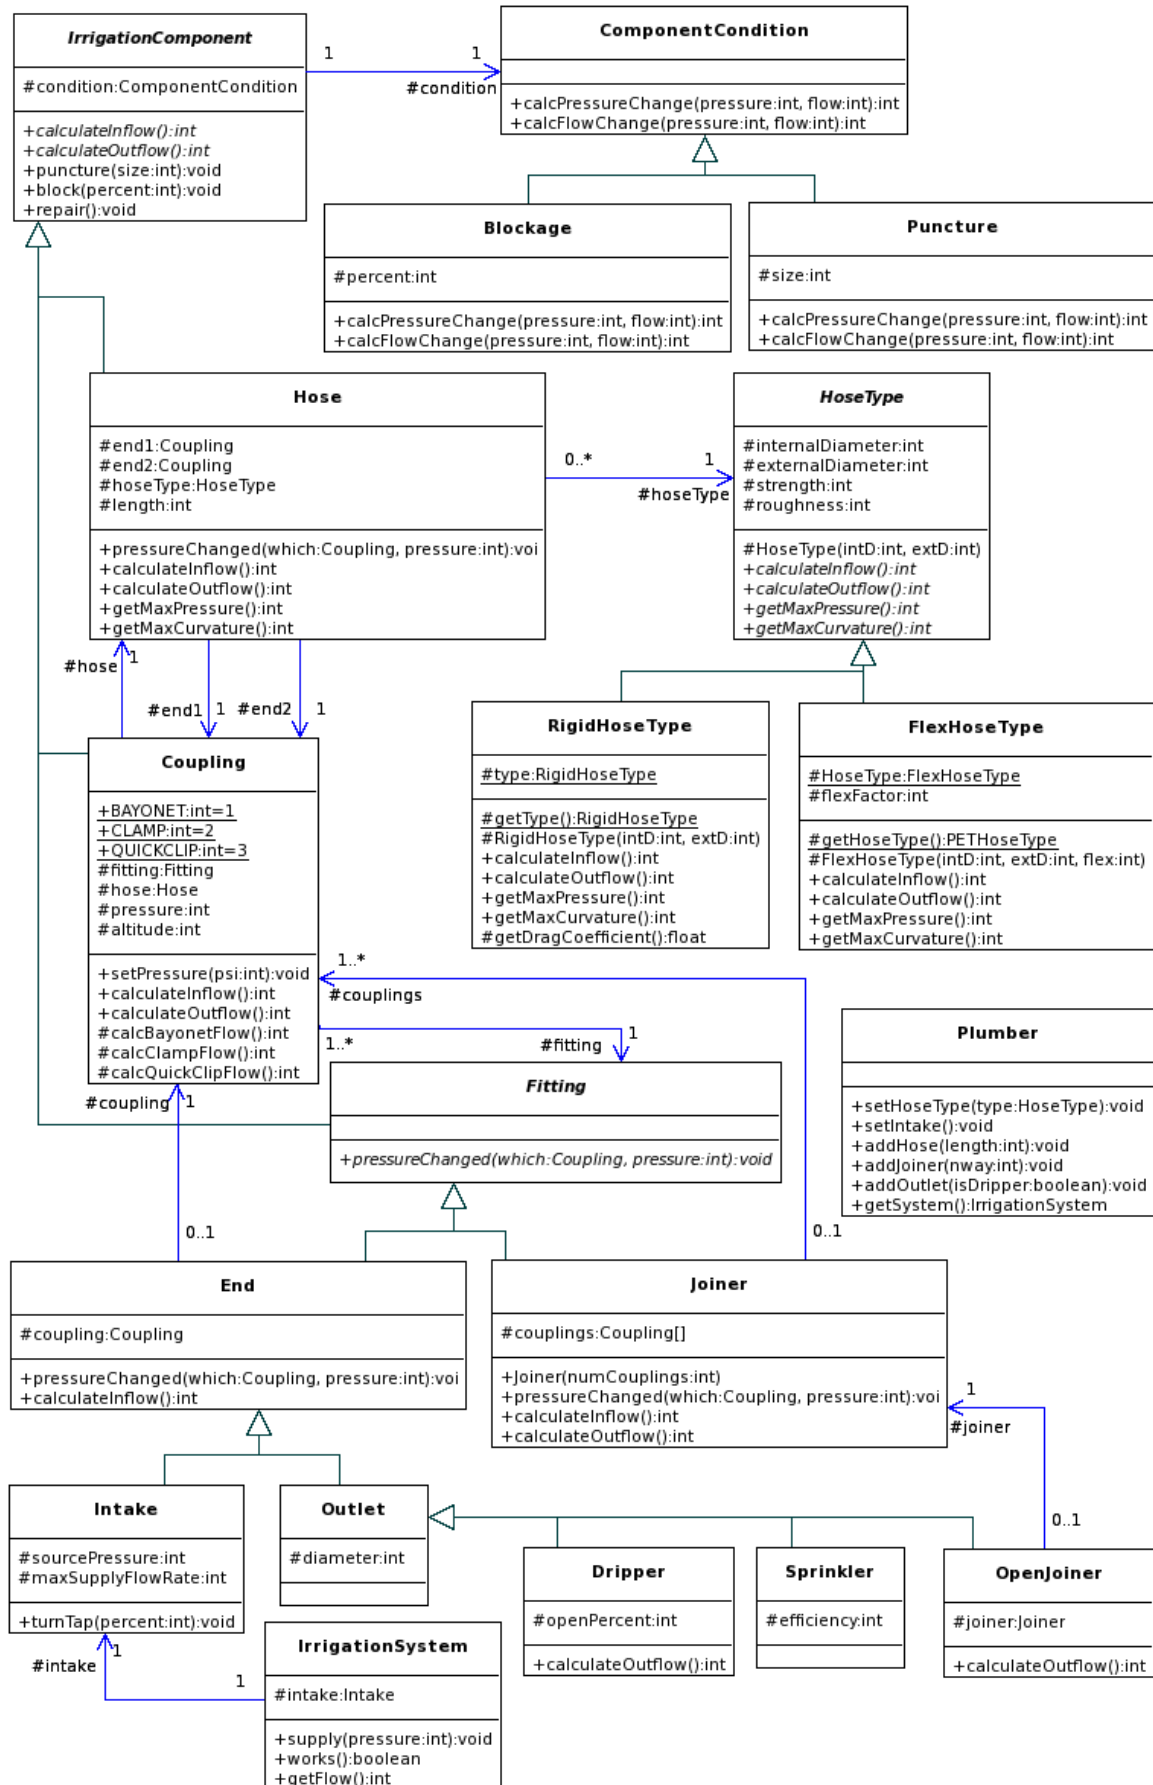 IrrigationComponent
#condition:ComponentCondition
+calculateInflow():int
+calculateOutflow():int
+puncture(size:int):void
+block(percent:int):void
+repair():void
1
1
#condition
ComponentCondition
+calcPressureChange(pressure:int, flow:int):int
+calcFlowChange(pressure:int, flow:int):int
Blockage
#percent:int
+calcPressureChange(pressure:int, flow:int):int
+calcFlowChange(pressure:int, flow:int):int
Puncture
#size:int
+calcPressureChange(pressure:int, flow:int):int
+calcFlowChange(pressure:int, flow:int):int
Hose
#end1:Coupling
#end2:Coupling
#hoseType:HoseType
#length:int
+pressureChanged(which:Coupling, pressure:int):voi
+calculateInflow():int
+calculateOutflow():int
+getMaxPressure():int
+getMaxCurvature():int
0..*
1
#hoseType
HoseType
#internalDiameter:int
#externalDiameter:int
#strength:int
#roughness:int
#HoseType(intD:int, extD:int)
+calculateInflow():int
+calculateOutflow():int
+getMaxPressure():int
+getMaxCurvature():int
#hose
1
#end1
1
#end2
1
Coupling
+BAYONET:int=1
+CLAMP:int=2
+QUICKCLIP:int=3
#fitting:Fitting
#hose:Hose
#pressure:int
#altitude:int
+setPressure(psi:int):void
+calculateInflow():int
+calculateOutflow():int
#calcBayonetFlow():int
#calcClampFlow():int
#calcQuickClipFlow():int
RigidHoseType
#type:RigidHoseType
#getType():RigidHoseType
#RigidHoseType(intD:int, extD:int)
+calculateInflow():int
+calculateOutflow():int
+getMaxPressure():int
+getMaxCurvature():int
#getDragCoefficient():float
FlexHoseType
#HoseType:FlexHoseType
#flexFactor:int
#getHoseType():PETHoseType
#FlexHoseType(intD:int, extD:int, flex:int)
+calculateInflow():int
+calculateOutflow():int
+getMaxPressure():int
+getMaxCurvature():int
1..*
#couplings
1..*
#fitting
1
#coupling
1
Fitting
+pressureChanged(which:Coupling, pressure:int):void
Plumber
+setHoseType(type:HoseType):void
+setIntake():void
+addHose(length:int):void
+addJoiner(nway:int):void
+addOutlet(isDripper:boolean):void
+getSystem():IrrigationSystem
0..1
0..1
End
#coupling:Coupling
+pressureChanged(which:Coupling, pressure:int):voi
+calculateInflow():int
Joiner
#couplings:Coupling[]
+Joiner(numCouplings:int)
+pressureChanged(which:Coupling, pressure:int):voi
+calculateInflow():int
+calculateOutflow():int
1
#joiner
0..1
Intake
#sourcePressure:int
#maxSupplyFlowRate:int
+turnTap(percent:int):void
Outlet
#diameter:int
Dripper
#openPercent:int
+calculateOutflow():int
Sprinkler
#efficiency:int
OpenJoiner
#joiner:Joiner
+calculateOutflow():int
#intake
1
1
IrrigationSystem
#intake:Intake
+supply(pressure:int):void
+works():boolean
+getFlow():int